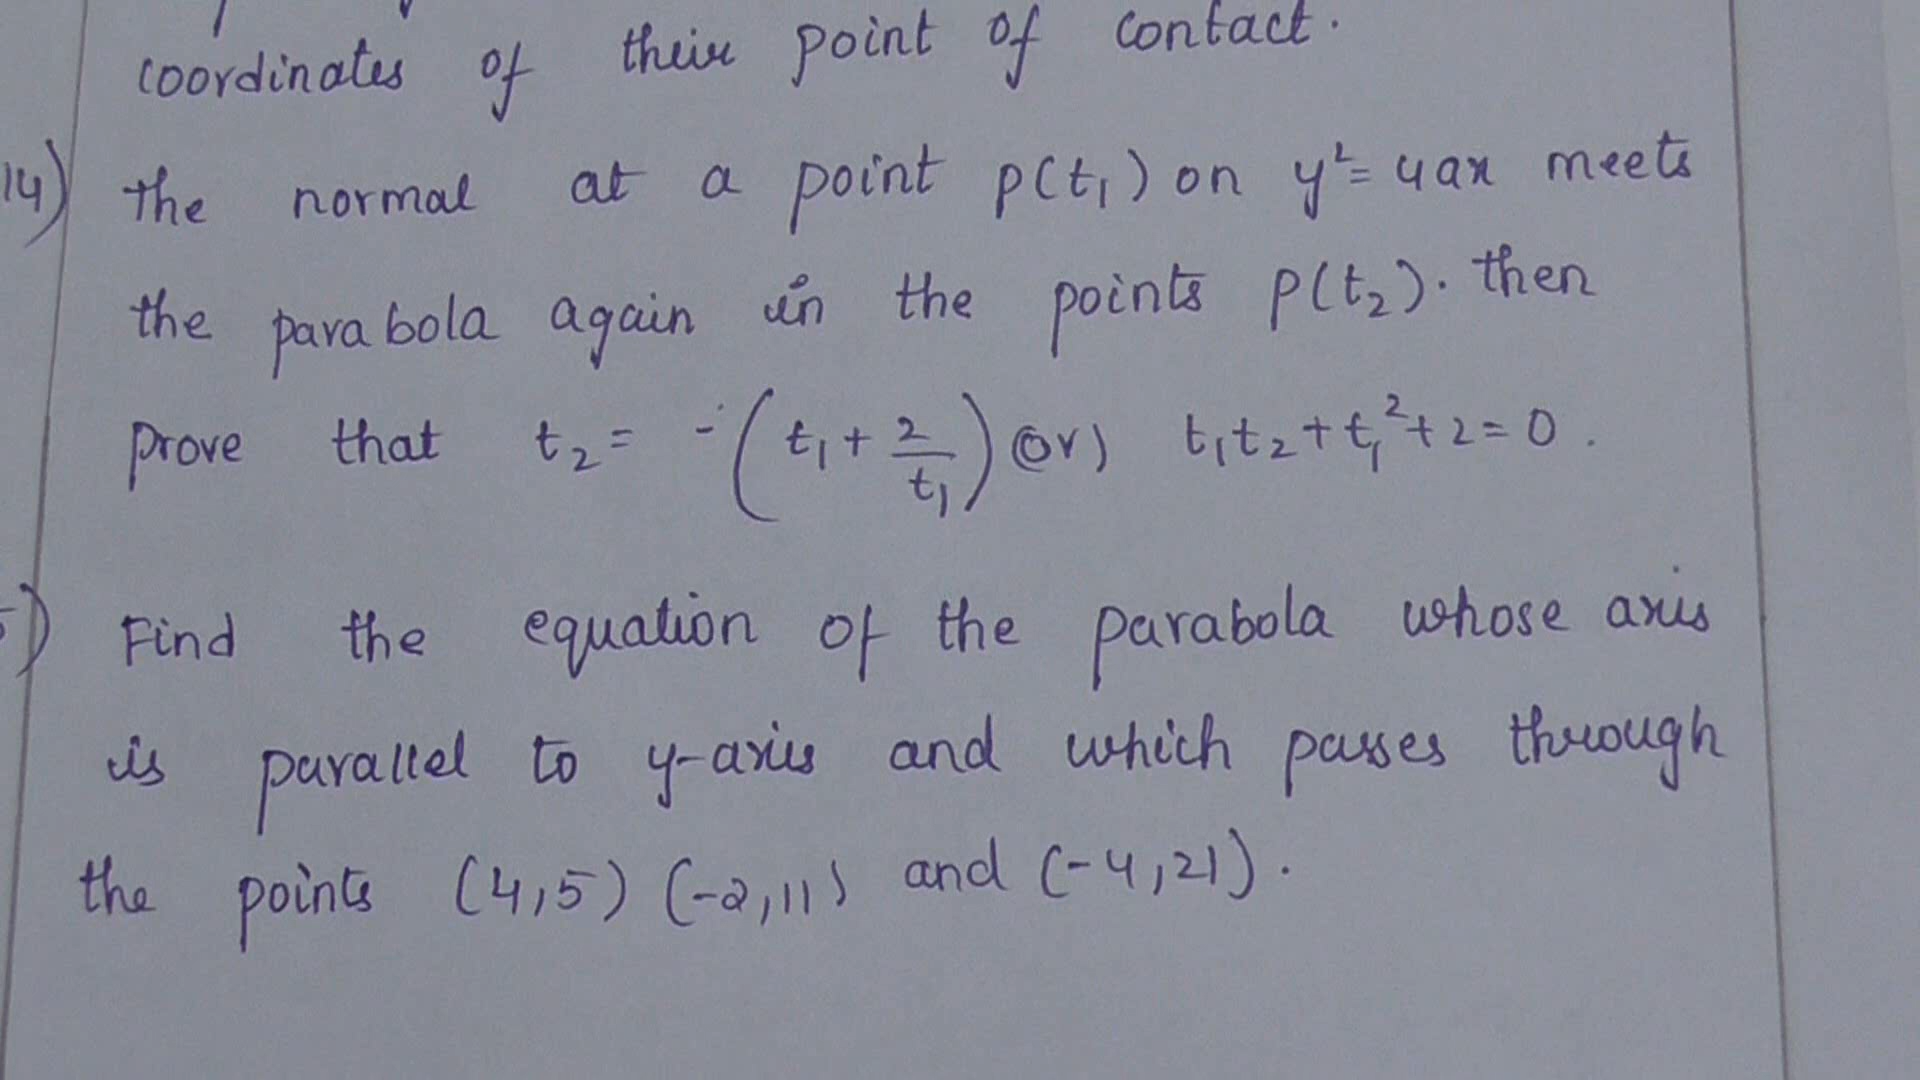 coordinates of their point of contact.
14) The normal at a point P(t₁) on y²=4ax meets
the parabola again in the points P(t₂). then
prove that t₂= -(t₁+2/t₁) (or) t₁t₂+t₁²+2=0.
) Find the equation of the parabola whose axis
is parallel to y-axis and which passes through
the points (4,5) (-2,11) and (-4,21).